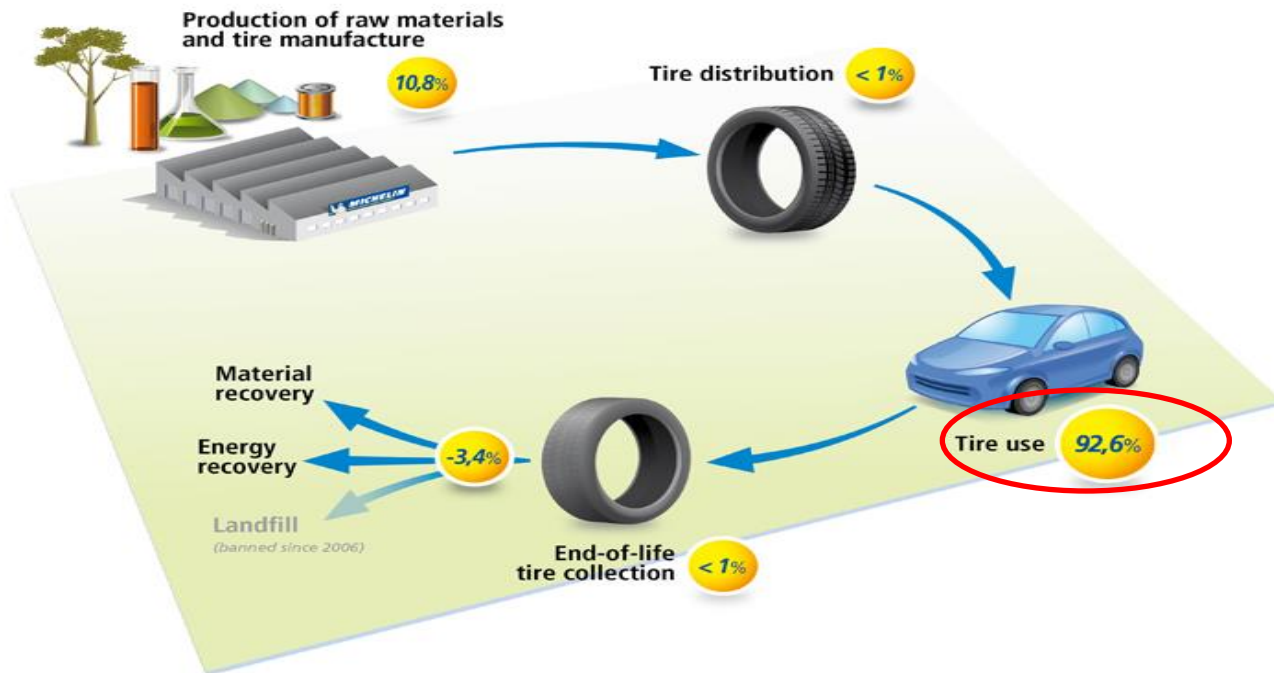 Production of raw materials
and tire manufacture
10,8%
Tire distribution
< 1%
MICHELIN
Tire use
92,6%
Material
recovery
Energy
recovery
-3,4%
Landfill
(banned since 2006)
End-of-life
tire collection
< 1%